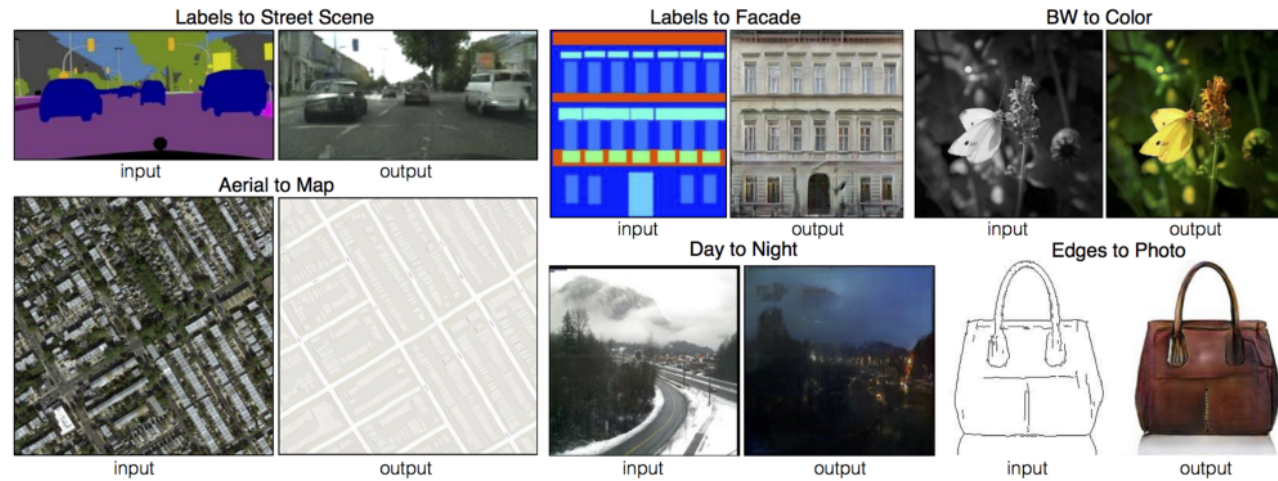 Labels to Street Scene
input
output
Aerial to Map
input
output
Labels to Facade
input
output
BW to Color
input
output
Day to Night
input
output
Edges to Photo
input
output